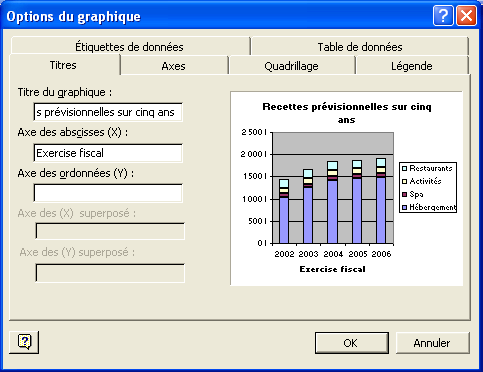 Options du graphique
Étiquettes de données
Table de données
Titres
Axes
Quadrillage
Légende
Titre du graphique :
s prévisionnelles sur cinq ans
Axe des abscisses (X) :
Exercise fiscal
Axe des ordonnées (Y) :
Axe des (X) superposé :
Axe des (Y) superposé :
Recettes prévisionnelles sur cinq
ans
2 500 l
2 000 l
1 500 l
1 000 l
500 l
0 l
2002 2003 2004 2005 2006
Exercise fiscal
Restaurants
Activités
Spa
Hébergement
OK
Annuler